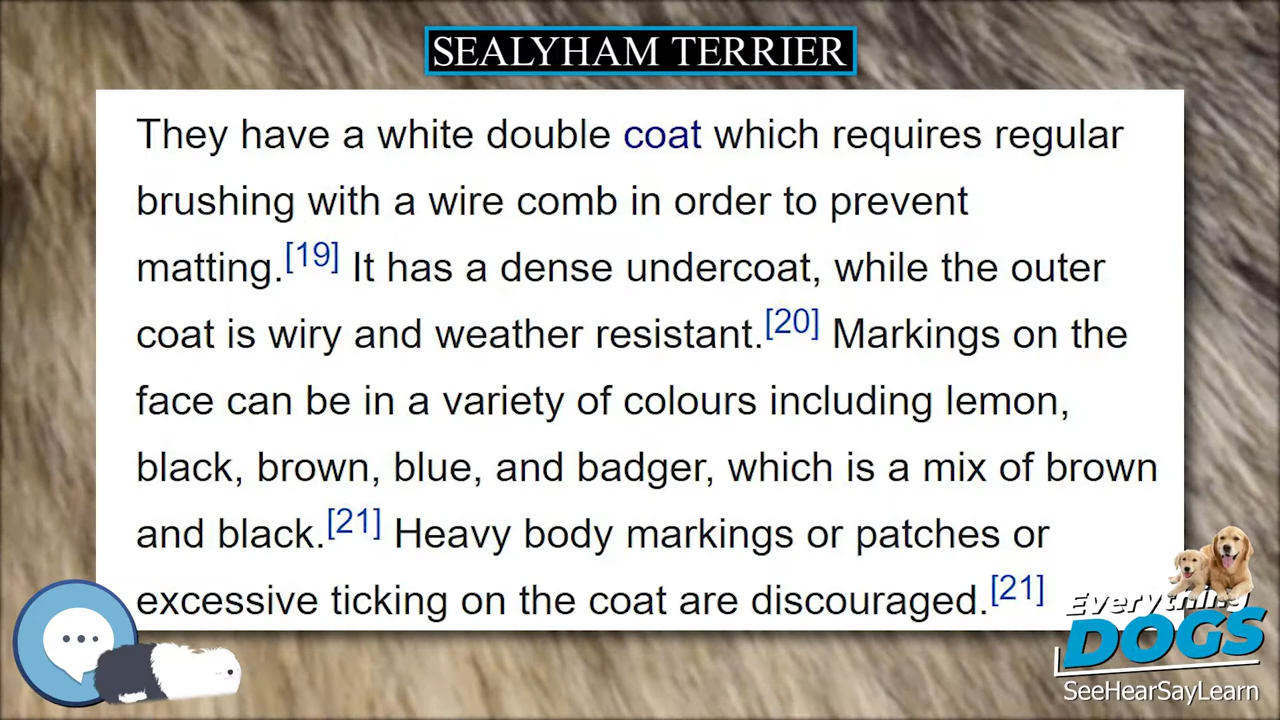 SEALYHAM TERRIER
They have a white double coat which requires regular
brushing with a wire comb in order to prevent
matting.[19] It has a dense undercoat, while the outer
coat is wiry and weather resistant.[20] Markings on the
face can be in a variety of colours including lemon,
black, brown, blue, and badger, which is a mix of brown
and black.[21] Heavy body markings or patches or
excessive ticking on the coat are discouraged.[21]
Everything
DOGS
SeeHearSayLearn